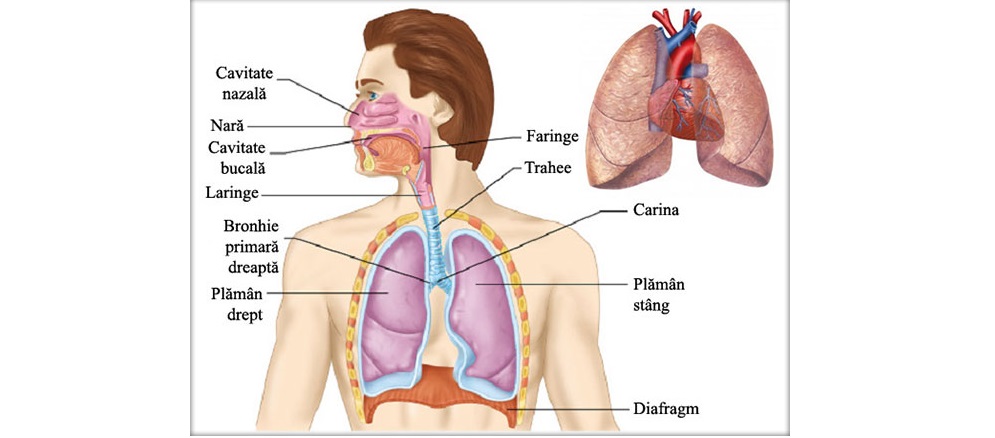 Cavitate
nazală
Nară
Cavitate
bucală
Laringe
Bronhie
primară
dreaptă
Plămân
drept
Faringe
Trahee
Carina
Plămân
stâng
Diafragm